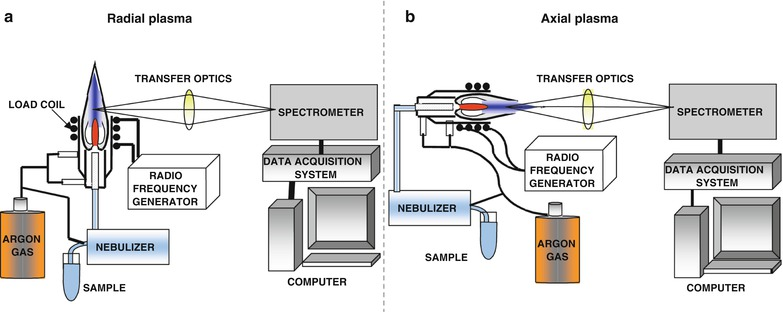 a
Radial plasma
TRANSFER OPTICS
LOAD COIL
SPECTROMETER
DATA ACQUISITION
SYSTEM
RADIO
FREQUENCY
GENERATOR
ARGON
GAS
NEBULIZER
SAMPLE
COMPUTER
b
Axial plasma
TRANSFER OPTICS
SPECTROMETER
RADIO
FREQUENCY
GENERATOR
DATA ACQUISITION
SYSTEM
NEBULIZER
SAMPLE
ARGON
GAS
COMPUTER